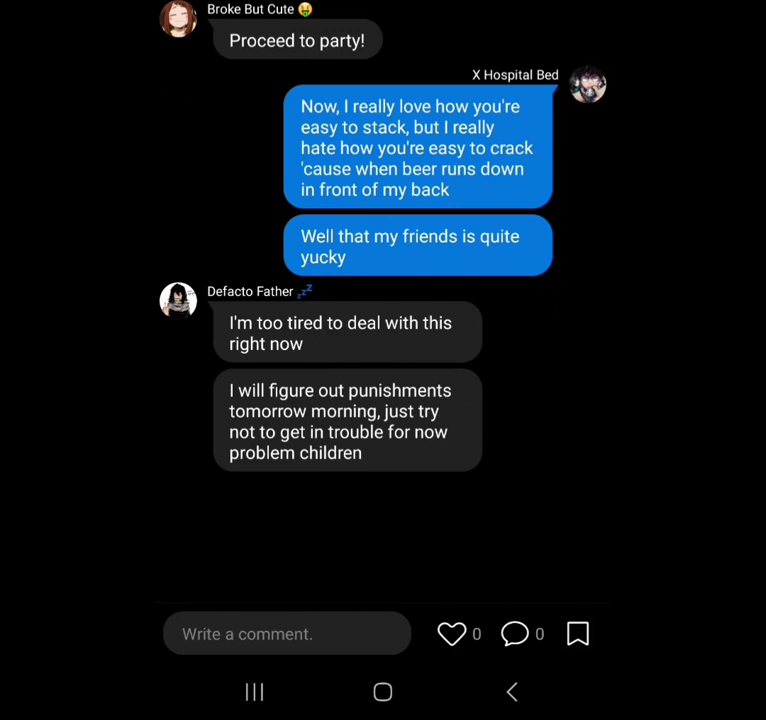 Broke But Cute 🤑
Proceed to party!
X Hospital Bed
Now, I really love how you're
easy to stack, but I really
hate how you're easy to crack
'cause when beer runs down
in front of my back
Well that my friends is quite
yucky
Defacto Father 💤
I'm too tired to deal with this
right now
I will figure out punishments
tomorrow morning, just try
not to get in trouble for now
problem children
Write a comment.
0
0